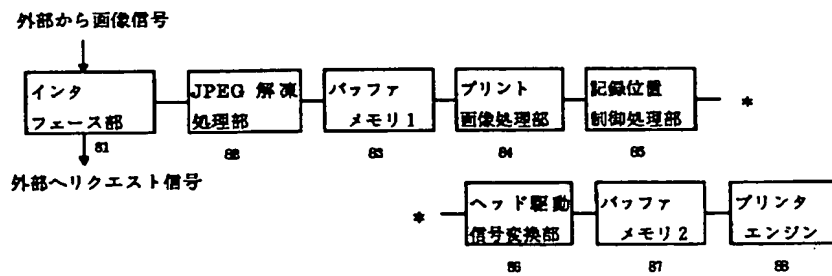 外部から画像信号
インタ
フェース部
81
JPEG 解凍
処理部
82
バッファ
メモリ1
83
プリント
画像処理部
84
記録位置
制御処理部
85
*
外部へリクエスト信号
*
ヘッド駆動
信号変換部
86
バッファ
メモリ2
87
プリンタ
エンジン
88